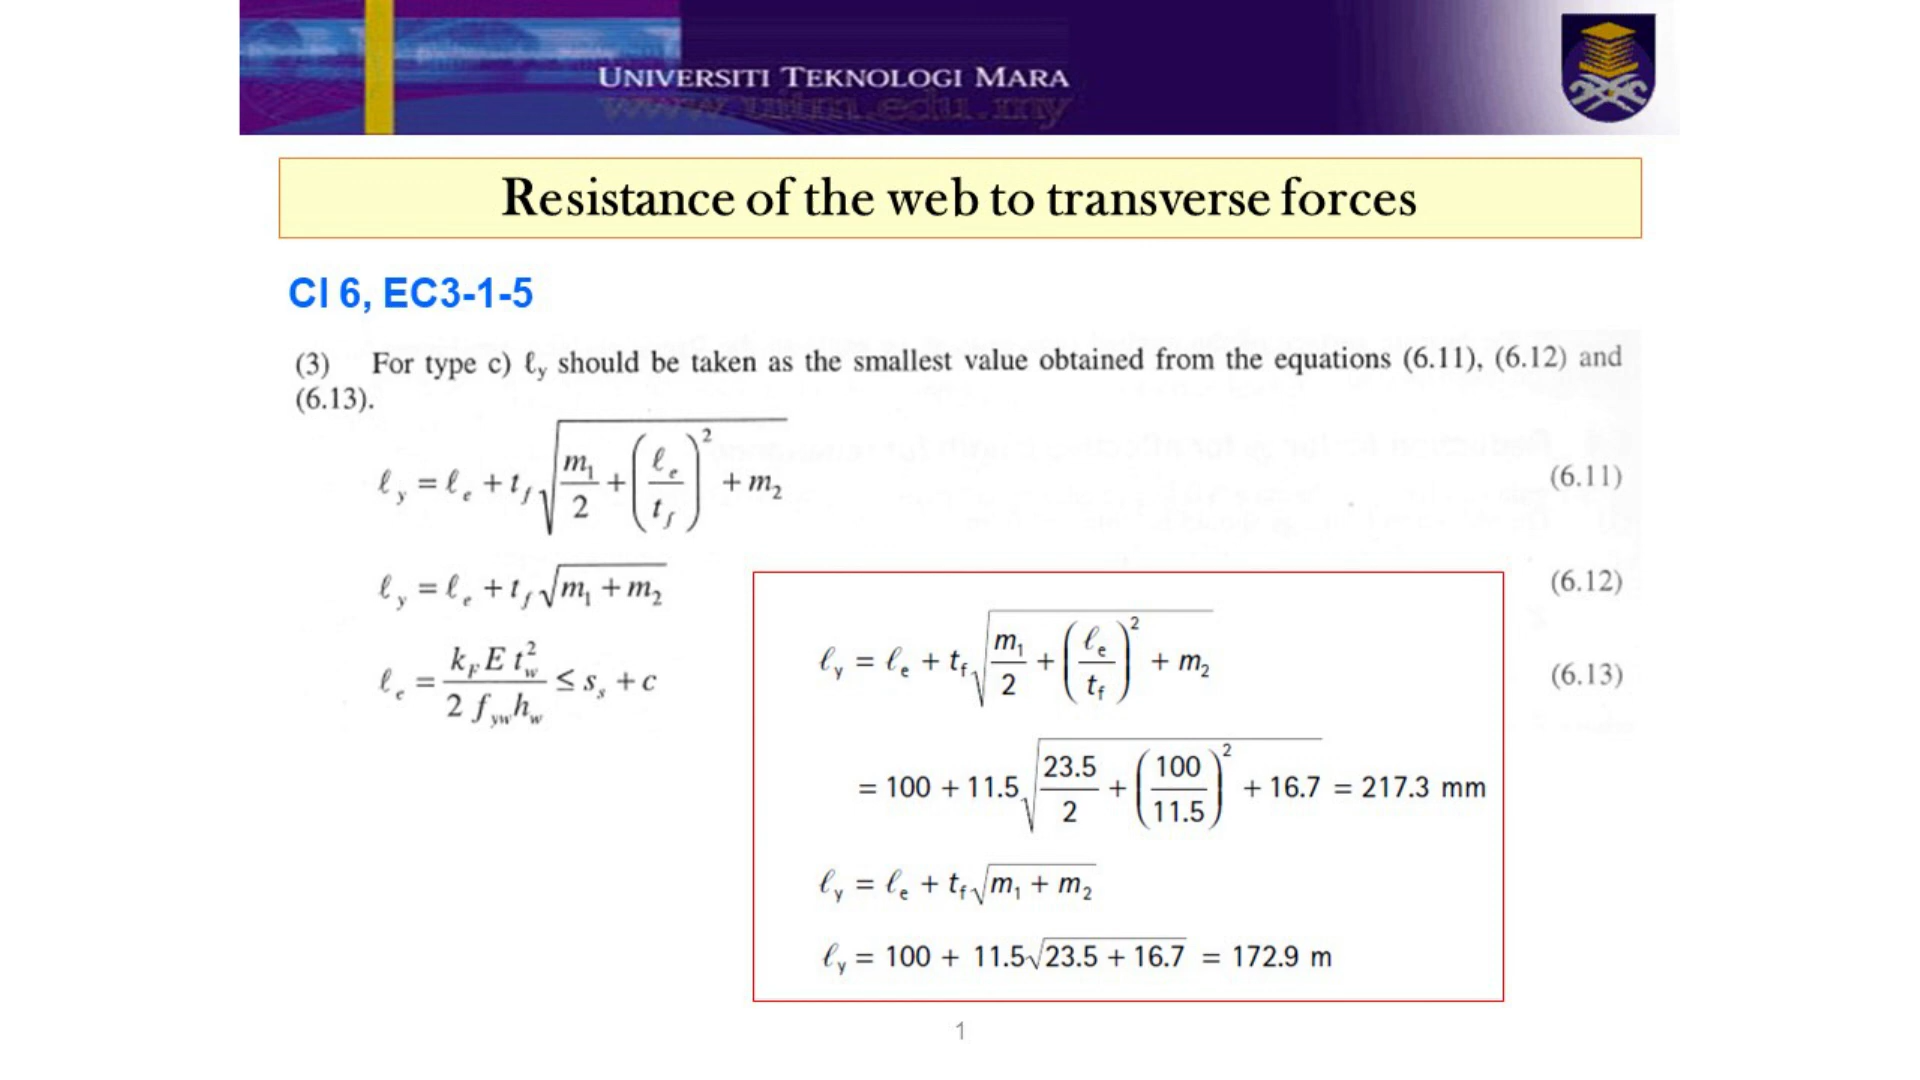 UNIVERSITI TEKNOLOGI MARA
www.uitm.edu.my
Resistance of the web to transverse forces
Cl 6, EC3-1-5
(3) For type c) ℓy should be taken as the smallest value obtained from the equations (6.11), (6.12) and
(6.13).
ℓy = ℓe + tf √(m1/2 + (ℓe/tf)² + m2) (6.11)
ℓy = ℓe + tf √(m1 + m2) (6.12)
ℓe = kF E tw² / 2 fyw hw ≤ ss + c (6.13)
ℓy = ℓe + tf √(m1/2 + (ℓe/tf)² + m2)
= 100 + 11.5 √(23.5/2 + (100/11.5)² + 16.7) = 217.3 mm
ℓy = ℓe + tf √(m1 + m2)
ℓy = 100 + 11.5√(23.5 + 16.7) = 172.9 m
1